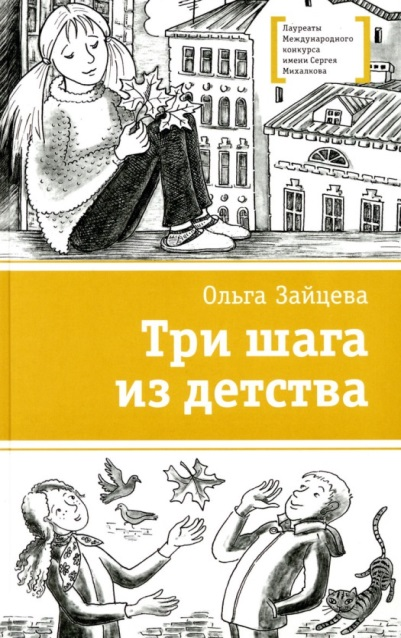 Лауреаты
Международного
конкурса
имени Сергея
Михалкова
Ольга Зайцева
Три шага
из детства